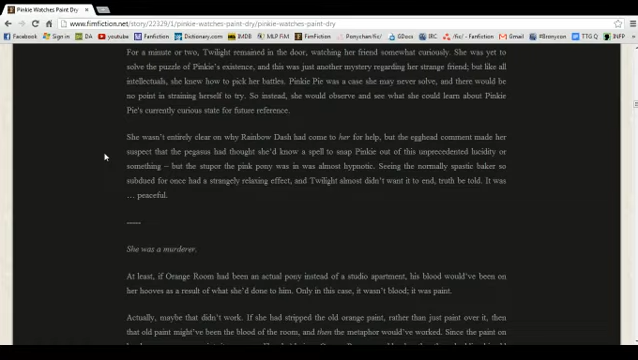 Pinkie Watches Paint Dry
www.fimfiction.net/story/22329/1/pinkie-watches-paint-dry/pinkie-watches-paint-dry
Facebook Sign in DA YouTube IMDB MLP FiM Ponychan/fic/ Fimfiction EQD GDocs #Bronycon TTG IFP
For a minute or two, Twilight remained in the door, watching her friend somewhat curiously. She was yet to
solve the puzzle of Pinkie's existence, and this was just another mystery regarding her strange friend; but like all
intellectuals, she knew how to pick her battles. Pinkie Pie was a case she may never solve, and there would be
no point in straining herself to try. So instead, she would observe and see what she could learn about Pinkie
Pie's currently curious state for future reference.
She wasn't entirely clear on why Rainbow Dash had come to her for help, but the egghead comment made her
suspect that the pegasus had thought she'd know a spell to snap Pinkie out of this unprecedented lucidity or
something – but the stupor the pink pony was in was almost hypnotic. Seeing the normally spastic baker so
subdued for once had a strangely relaxing effect, and Twilight almost didn't want it to end, truth be told. It was
… peaceful.
-----
She was a murderer.
At least, if Orange Room had been an actual pony instead of a studio apartment, his blood would've been on
her hooves as a result of what she'd done to him. Only in this case, it wasn't blood; it was paint.
Actually, maybe that didn't work. If she had stripped the old orange paint, rather than just paint over it, then
that old paint might've been the blood of the room, and then the metaphor would've worked. Since the paint on